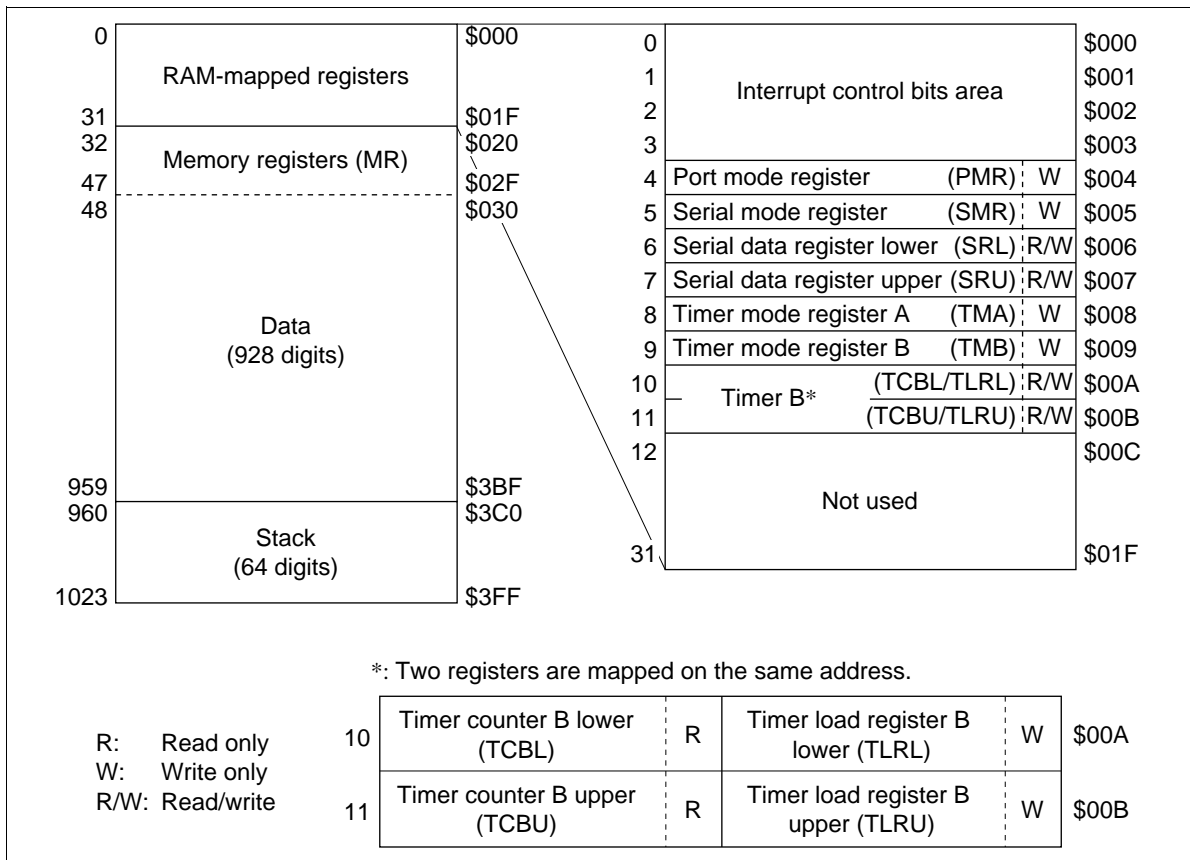 0 $000
RAM-mapped registers
31 $01F
32 $020
Memory registers (MR)
47 $02F
48 $030
Data
(928 digits)
959 $3BF
960 $3C0
Stack
(64 digits)
1023 $3FF
0 $000
1 $001
Interrupt control bits area
2 $002
3 $003
4 Port mode register (PMR) W $004
5 Serial mode register (SMR) W $005
6 Serial data register lower (SRL) R/W $006
7 Serial data register upper (SRU) R/W $007
8 Timer mode register A (TMA) W $008
9 Timer mode register B (TMB) W $009
10 (TCBL/TLRL) R/W $00A
Timer B*
11 (TCBU/TLRU) R/W $00B
12 $00C
Not used
31 $01F
*: Two registers are mapped on the same address.
R: Read only
W: Write only
R/W: Read/write
10 Timer counter B lower (TCBL) R Timer load register B lower (TLRL) W $00A
11 Timer counter B upper (TCBU) R Timer load register B upper (TLRU) W $00B